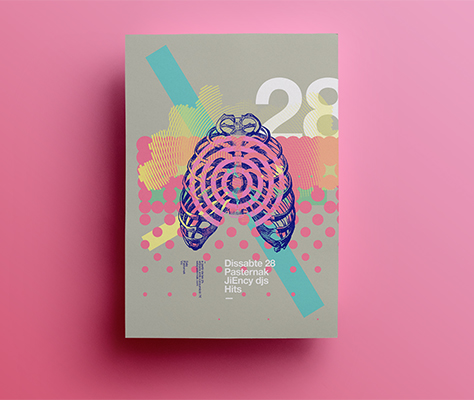 28
Dissabte 28
Pasternak
JiEncy djs
Hits
—